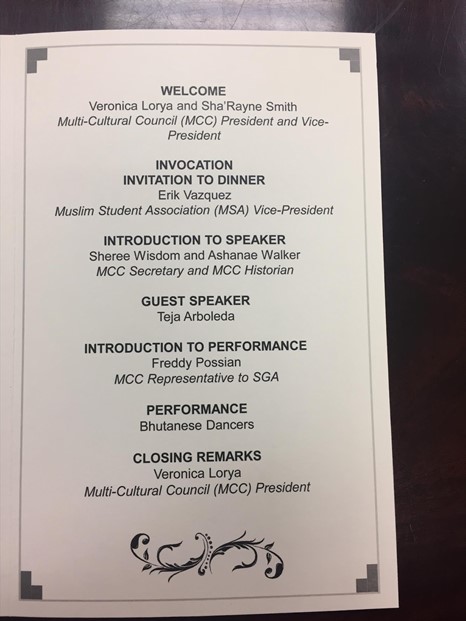 WELCOME
Veronica Lorya and Sha'Rayne Smith
Multi-Cultural Council (MCC) President and Vice-
President
INVOCATION
INVITATION TO DINNER
Erik Vazquez
Muslim Student Association (MSA) Vice-President
INTRODUCTION TO SPEAKER
Sheree Wisdom and Ashanae Walker
MCC Secretary and MCC Historian
GUEST SPEAKER
Teja Arboleda
INTRODUCTION TO PERFORMANCE
Freddy Possian
MCC Representative to SGA
PERFORMANCE
Bhutanese Dancers
CLOSING REMARKS
Veronica Lorya
Multi-Cultural Council (MCC) President